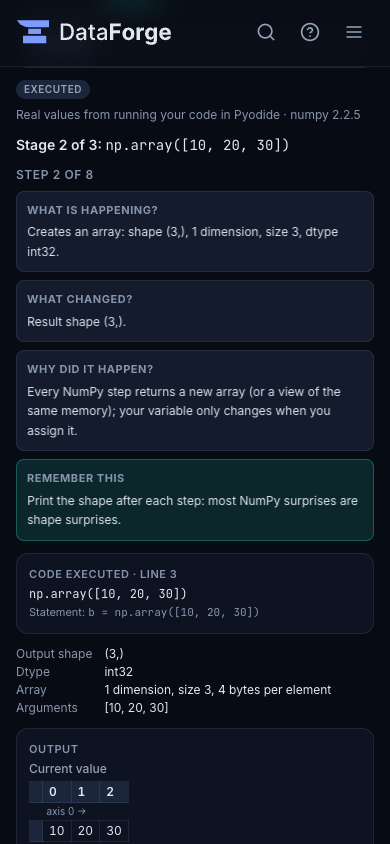 DataForge
EXECUTED
Real values from running your code in Pyodide · numpy 2.2.5
Stage 2 of 3: np.array([10, 20, 30])
STEP 2 OF 8
WHAT IS HAPPENING?
Creates an array: shape (3,), 1 dimension, size 3, dtype
int32.
WHAT CHANGED?
Result shape (3,).
WHY DID IT HAPPEN?
Every NumPy step returns a new array (or a view of the
same memory); your variable only changes when you
assign it.
REMEMBER THIS
Print the shape after each step: most NumPy surprises are
shape surprises.
CODE EXECUTED · LINE 3
np.array([10, 20, 30])
Statement: b = np.array([10, 20, 30])
Output shape (3,)
Dtype int32
Array 1 dimension, size 3, 4 bytes per element
Arguments [10, 20, 30]
OUTPUT
Current value
0 1 2
axis 0 →
10 20 30